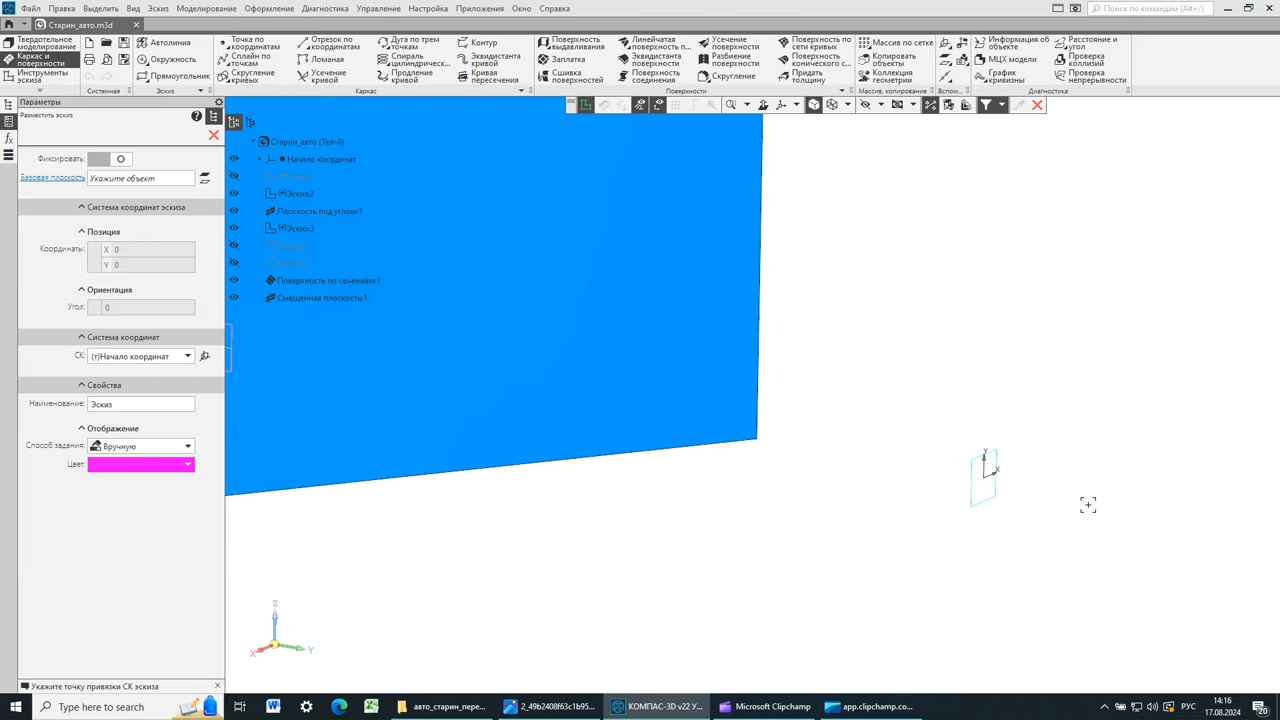 Файл Правка Выделить Вид Эскиз Моделирование Оформление Диагностика Управление Настройка Приложения Окно Справка
Поиск по командам (Alt+/)
Старин_авто.m3d
Твердотельное моделирование
Каркас и поверхности
Инструменты эскиза
Системная
Автолиния
Окружность
Прямоугольник
Эскиз
Точка по координатам
Сплайн по точкам
Скругление кривых
Отрезок по координатам
Ломаная
Усечение кривой
Дуга по трем точкам
Спираль цилиндрическ...
Продление кривой
Контур
Эквидистанта кривой
Кривая пересечения
Каркас
Поверхность выдавливания
Заплатка
Сшивка поверхностей
Линейчатая поверхность п...
Эквидистанта поверхности
Поверхность соединения
Усечение поверхности
Разбиение поверхности
Скругление
Поверхность по сети кривых
Поверхность конического с...
Придать толщину
Поверхности
Массив по сетке
Копировать объекты
Коллекция геометрии
Массив, копирование
Вспом...
Информация об объекте
МЦХ модели
График кривизны
Расстояние и угол
Проверка коллизий
Проверка непрерывности
Диагностика
Параметры
Разместить эскиз
Фиксировать:
Базовая плоскость Укажите объект
Система координат эскиза
Позиция
Координаты: X 0
Y 0
Ориентация
Угол: 0
Система координат
СК: (т)Начало координат
Свойства
Наименование: Эскиз
Отображение
Способ задания: Вручную
Цвет:
Укажите точку привязки СК эскиза
Старин_авто (Тел-0)
Начало координат
(+)Эскиз:2
Плоскость под углом:1
(+)Эскиз:3
Поверхность по сечениям:1
Смещенная плоскость:1
Y
X
Z
X
Y
Type here to search
авто_старин_пере...
2_49b2408f63c1b95...
КОМПАС-3D v22 У...
Microsoft Clipchamp
app.clipchamp.co...
РУС
14:16
17.08.2024
20